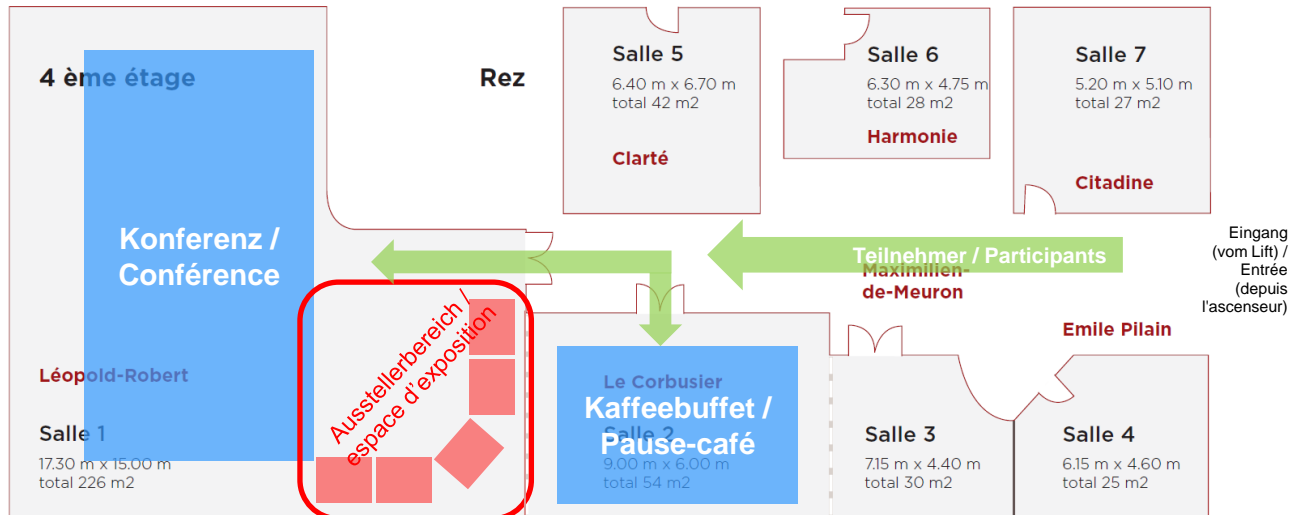 4 ème étage
Rez
Salle 5
6.40 m x 6.70 m
total 42 m2
Clarté
Salle 6
6.30 m x 4.75 m
total 28 m2
Harmonie
Salle 7
5.20 m x 5.10 m
total 27 m2
Citadine
Konferenz /
Conférence
Teilnehmer / Participants
Eingang
(vom Lift) /
Entrée
(depuis
l'ascenseur)
Maximilien-
de-Meuron
Emile Pilain
Ausstellerbereich /
espace d'exposition
Léopold-Robert
Salle 1
17.30 m x 15.00 m
total 226 m2
Le Corbusier
Kaffeebuffet /
Pause-café
Salle 2
9.00 m x 6.00 m
total 54 m2
Salle 3
7.15 m x 4.40 m
total 30 m2
Salle 4
6.15 m x 4.60 m
total 25 m2